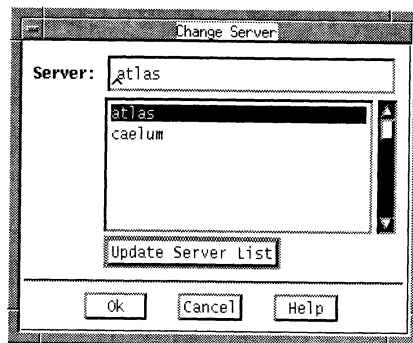 Change Server
Server: atlas
atlas
caelum
Update Server List
Ok Cancel Help